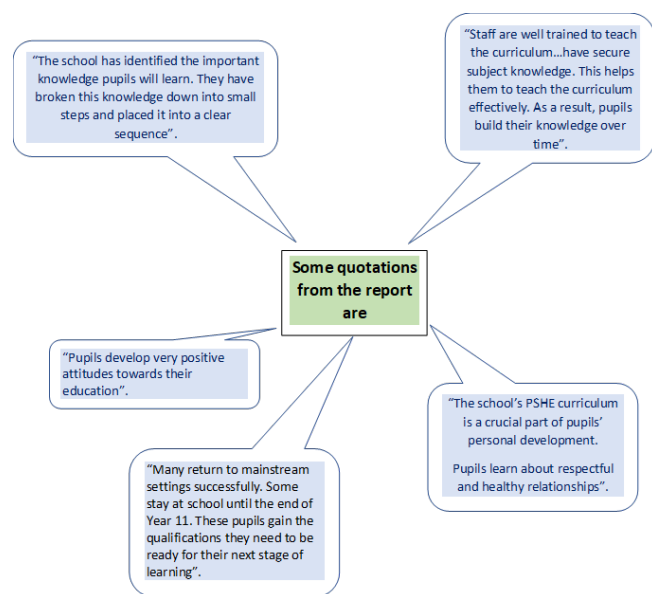 “The school has identified the important
knowledge pupils will learn. They have
broken this knowledge down into small
steps and placed it into a clear
sequence”.
“Staff are well trained to teach
the curriculum…have secure
subject knowledge. This helps
them to teach the curriculum
effectively. As a result, pupils
build their knowledge over
time”.
Some quotations
from the report
are
“Pupils develop very positive
attitudes towards their
education”.
“The school’s PSHE curriculum
is a crucial part of pupils’
personal development.
Pupils learn about respectful
and healthy relationships”.
“Many return to mainstream
settings successfully. Some
stay at school until the end of
Year 11. These pupils gain the
qualifications they need to be
ready for their next stage of
learning”.